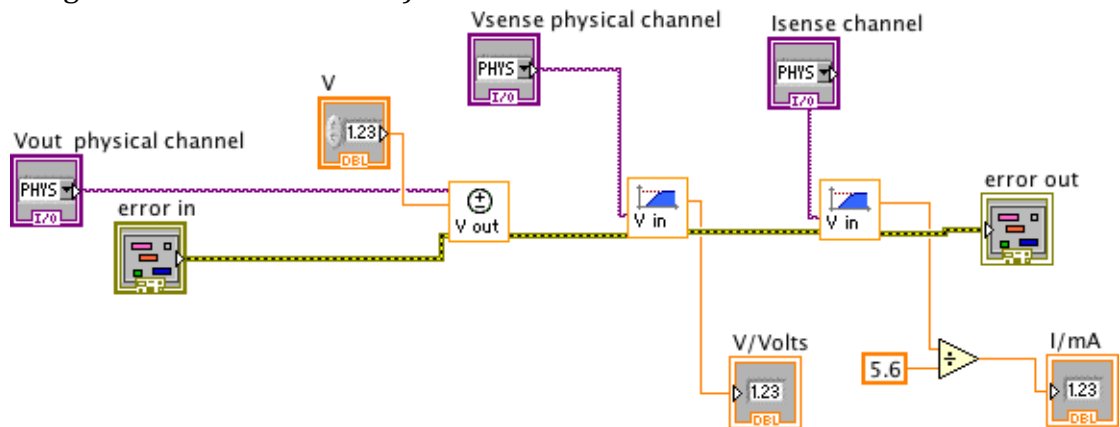 Vsense physical channel
Isense channel
PHYS
I/O
PHYS
I/O
V
1.23
DBL
Vout physical channel
PHYS
I/O
error in
V out
V in
V in
error out
V/Volts
1.23
DBL
5.6
÷
I/mA
1.23
DBL